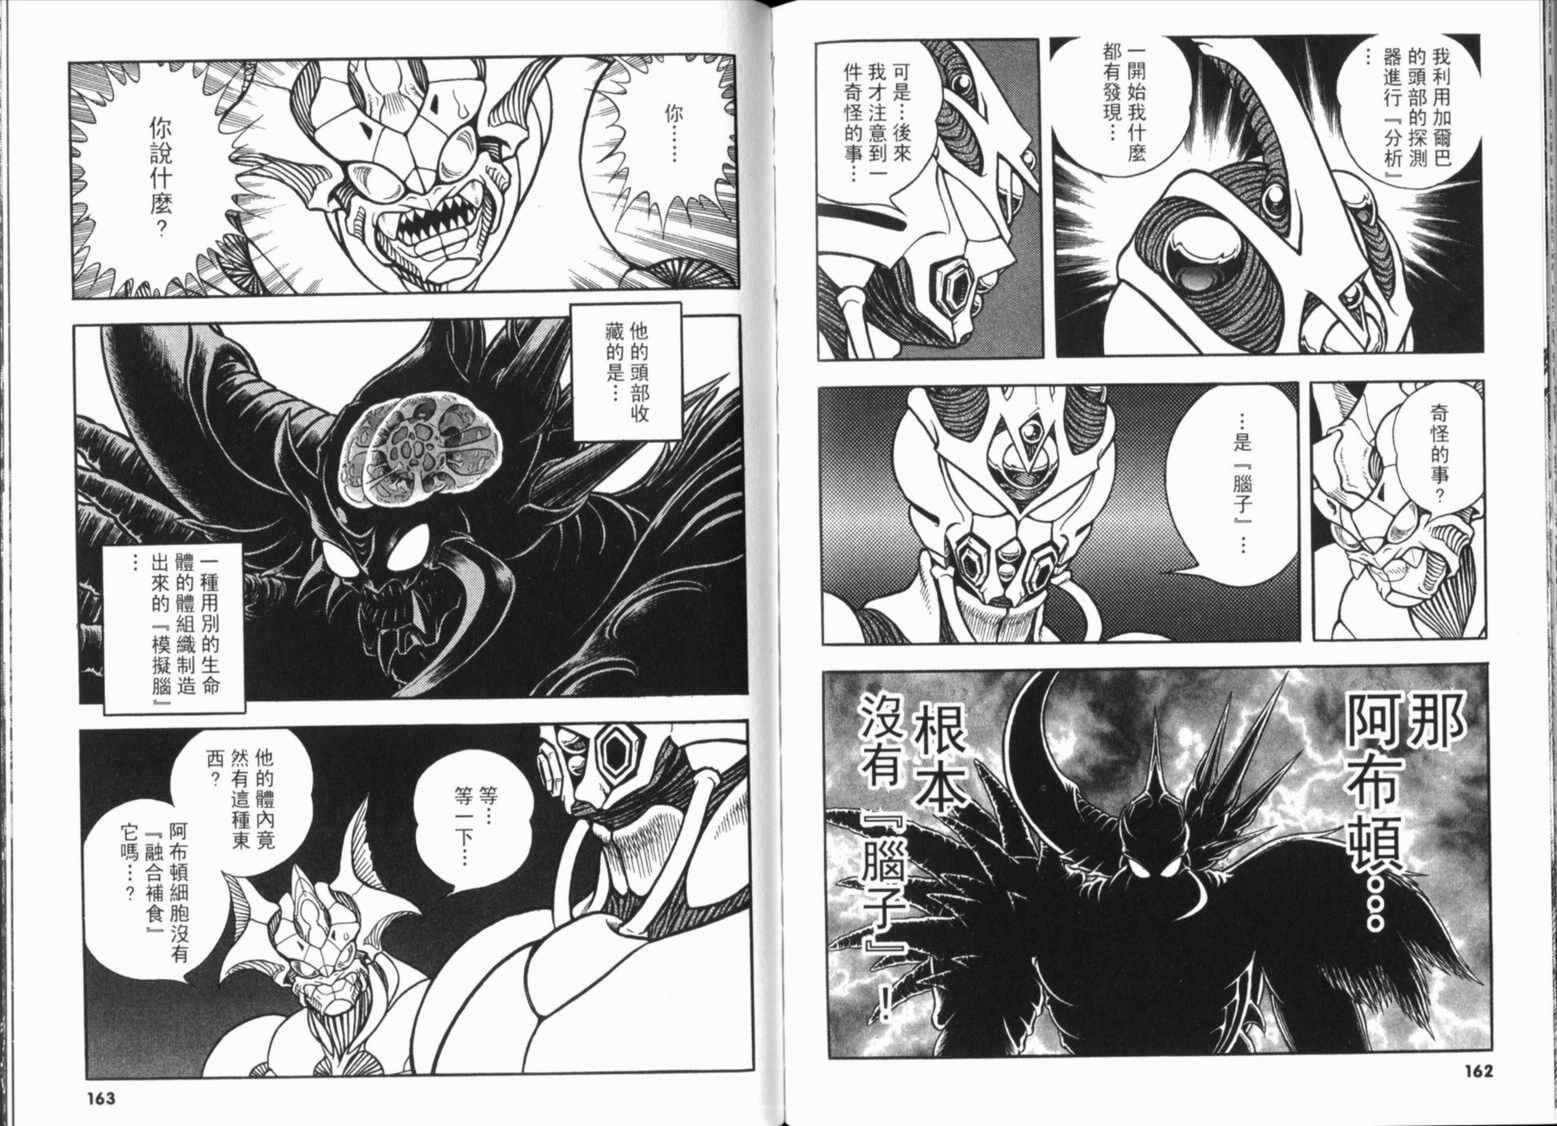 我利用加爾巴
的頭部的探測
器進行『分析』
…
一開始我什麼
都有發現…
可是…後來
我才注意到一
件奇怪的事…
奇怪的事?
…是『腦子』…
那
阿布頓……
根本
沒有『腦子』!
162
你……
你說什麼?
他的頭部收
藏的是…
一種用別的生命
體的體組織制造
出來的『模擬腦』
…
等…
等一下…
他的體內竟
然有這種東
西?
阿布頓細胞沒有
『融合補食』
它嗎…?
163